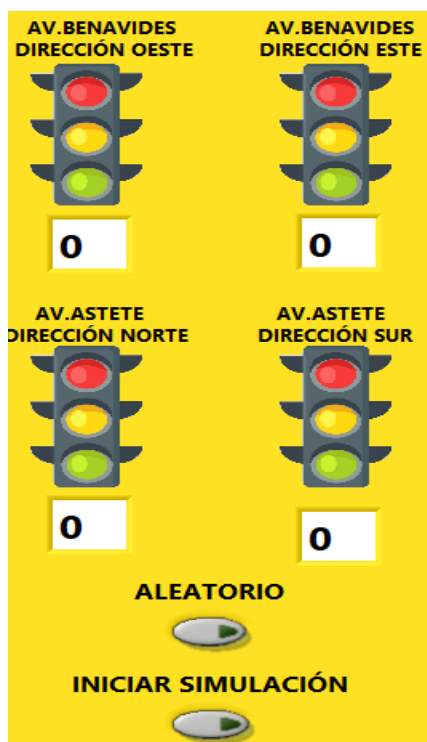 AV.BENAVIDES
DIRECCIÓN OESTE
AV.BENAVIDES
DIRECCIÓN ESTE
0
0
AV.ASTETE
DIRECCIÓN NORTE
AV.ASTETE
DIRECCIÓN SUR
0
0
ALEATORIO
INICIAR SIMULACIÓN